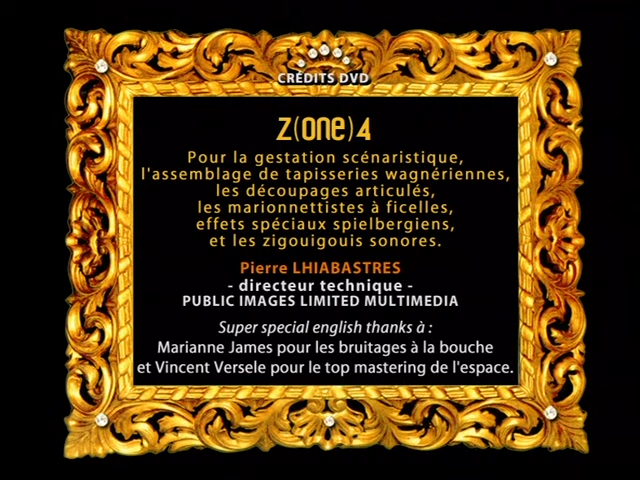 CRÉDITS DVD
Z(ONE)4
Pour la gestation scénaristique,
l'assemblage de tapisseries wagnériennes,
les découpages articulés,
les marionnettistes à ficelles,
effets spéciaux spielbergiens,
et les zigouigouis sonores.
Pierre LHIABASTRES
- directeur technique -
PUBLIC IMAGES LIMITED MULTIMEDIA
Super special english thanks à :
Marianne James pour les bruitages à la bouche
et Vincent Versele pour le top mastering de l'espace.